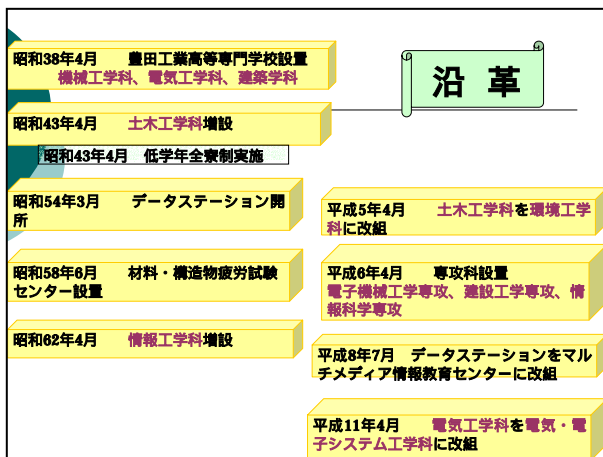 沿 革
昭和38年4月　　豊田工業高等専門学校設置
機械工学科、電気工学科、建築学科
昭和43年4月　　土木工学科増設
昭和43年4月　低学年全寮制実施
昭和54年3月　　データステーション開
所
昭和58年6月　　材料・構造物疲労試験
センター設置
昭和62年4月　　情報工学科増設
平成5年4月　　土木工学科を環境工学
科に改組
平成6年4月　　専攻科設置
電子機械工学専攻、建設工学専攻、情
報科学専攻
平成8年7月　データステーションをマル
チメディア情報教育センターに改組
平成11年4月　　電気工学科を電気・電
子システム工学科に改組